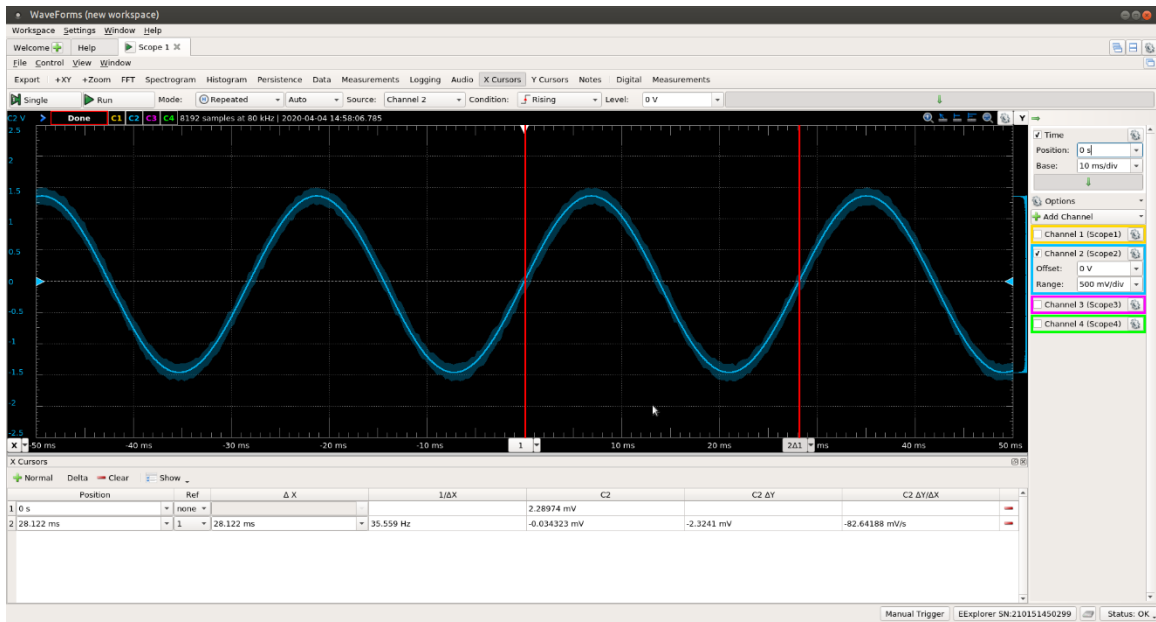 WaveForms (new workspace)
Workspace Settings Window Help
Welcome Help Scope 1
File Control View Window
Export +XY +Zoom FFT Spectrogram Histogram Persistence Data Measurements Logging Audio X Cursors Y Cursors Notes Digital Measurements
Single Run Mode: Repeated Auto Source: Channel 2 Condition: Rising Level: 0 V
C2 V Done C1 C2 C3 C4 8192 samples at 80 kHz | 2020-04-04 14:58:06.785 Y
2.5
2
1.5
1
0.5
0
-0.5
-1
-1.5
-2
-2.5
X -50 ms -40 ms -30 ms -20 ms -10 ms 1 10 ms 20 ms 2Δ1 ms 40 ms 50 ms
Time
Position: 0 s
Base: 10 ms/div
Options
Add Channel
Channel 1 (Scope1)
Channel 2 (Scope2)
Offset: 0 V
Range: 500 mV/div
Channel 3 (Scope3)
Channel 4 (Scope4)
X Cursors
Normal Delta Clear Show
Position Ref Δ X 1/ΔX C2 C2 ΔY C2 ΔY/ΔX
1 0 s none 2.28974 mV
2 28.122 ms 1 28.122 ms 35.559 Hz -0.034323 mV -2.3241 mV -82.64188 mV/s
Manual Trigger EExplorer SN:210151450299 Status: OK